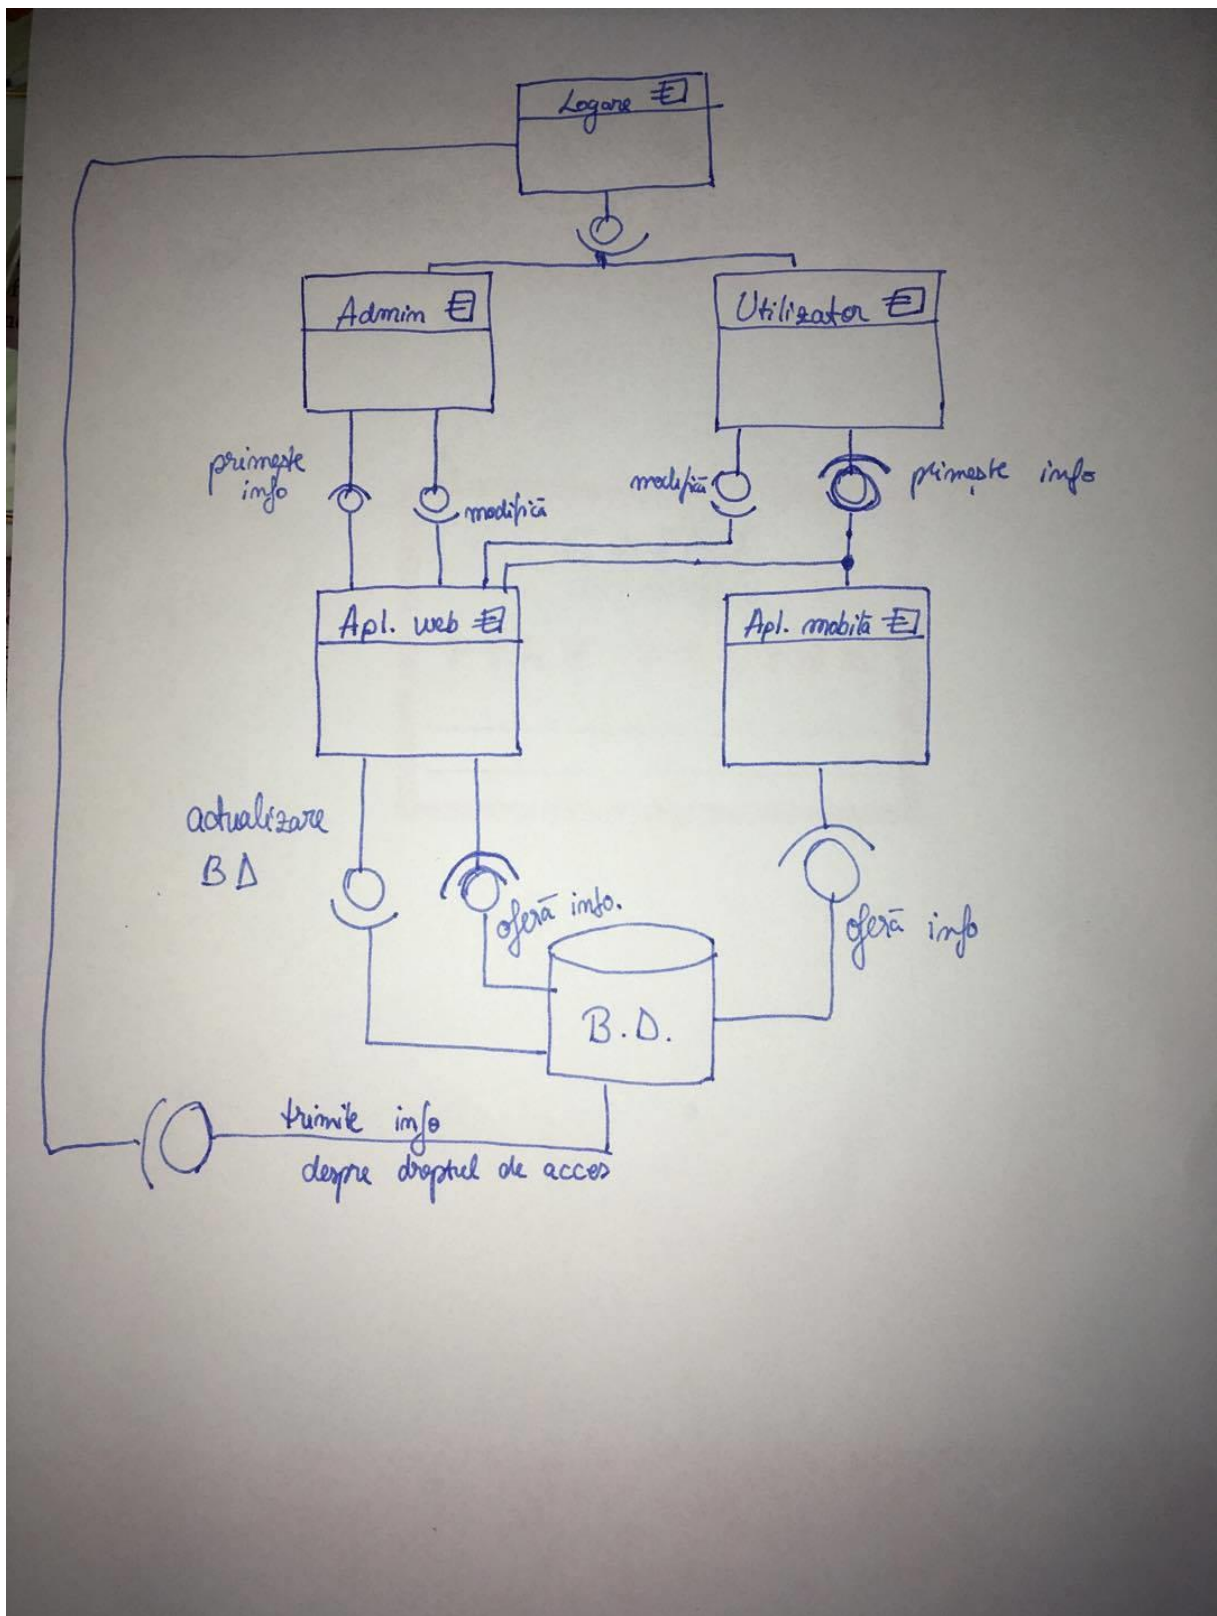 Logare
Admin
Utilizator
primește
info
modifică
modifică
primește info
Apl. web
Apl. mobilă
actualizare
BD
oferă info.
oferă info
B.D.
trimite info
despre dreptul de acces